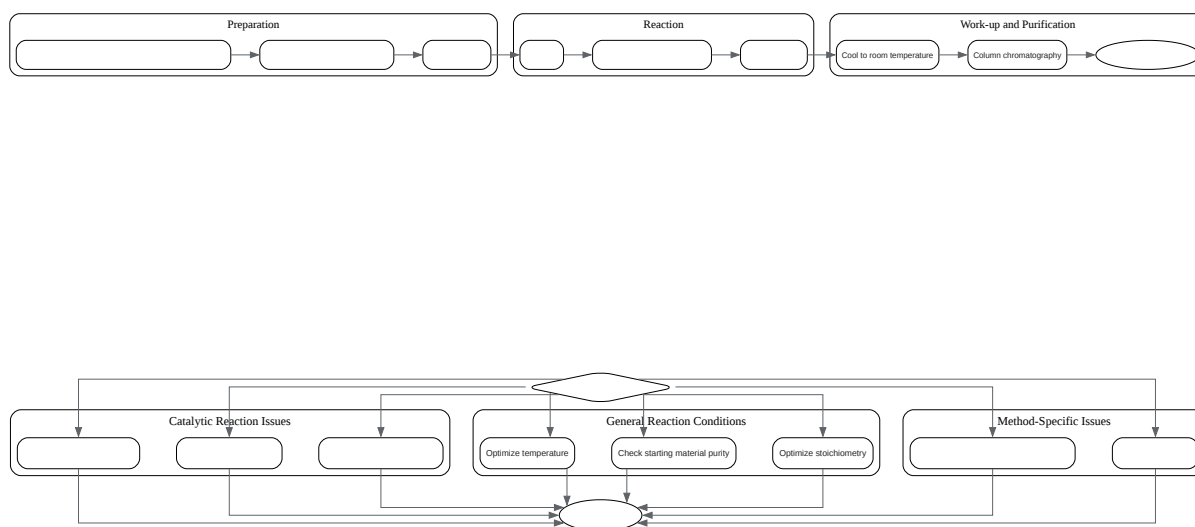 Preparation
Reaction
Work-up and Purification
Cool to room temperature
Column chromatography
Catalytic Reaction Issues
General Reaction Conditions
Method-Specific Issues
Optimize temperature
Check starting material purity
Optimize stoichiometry